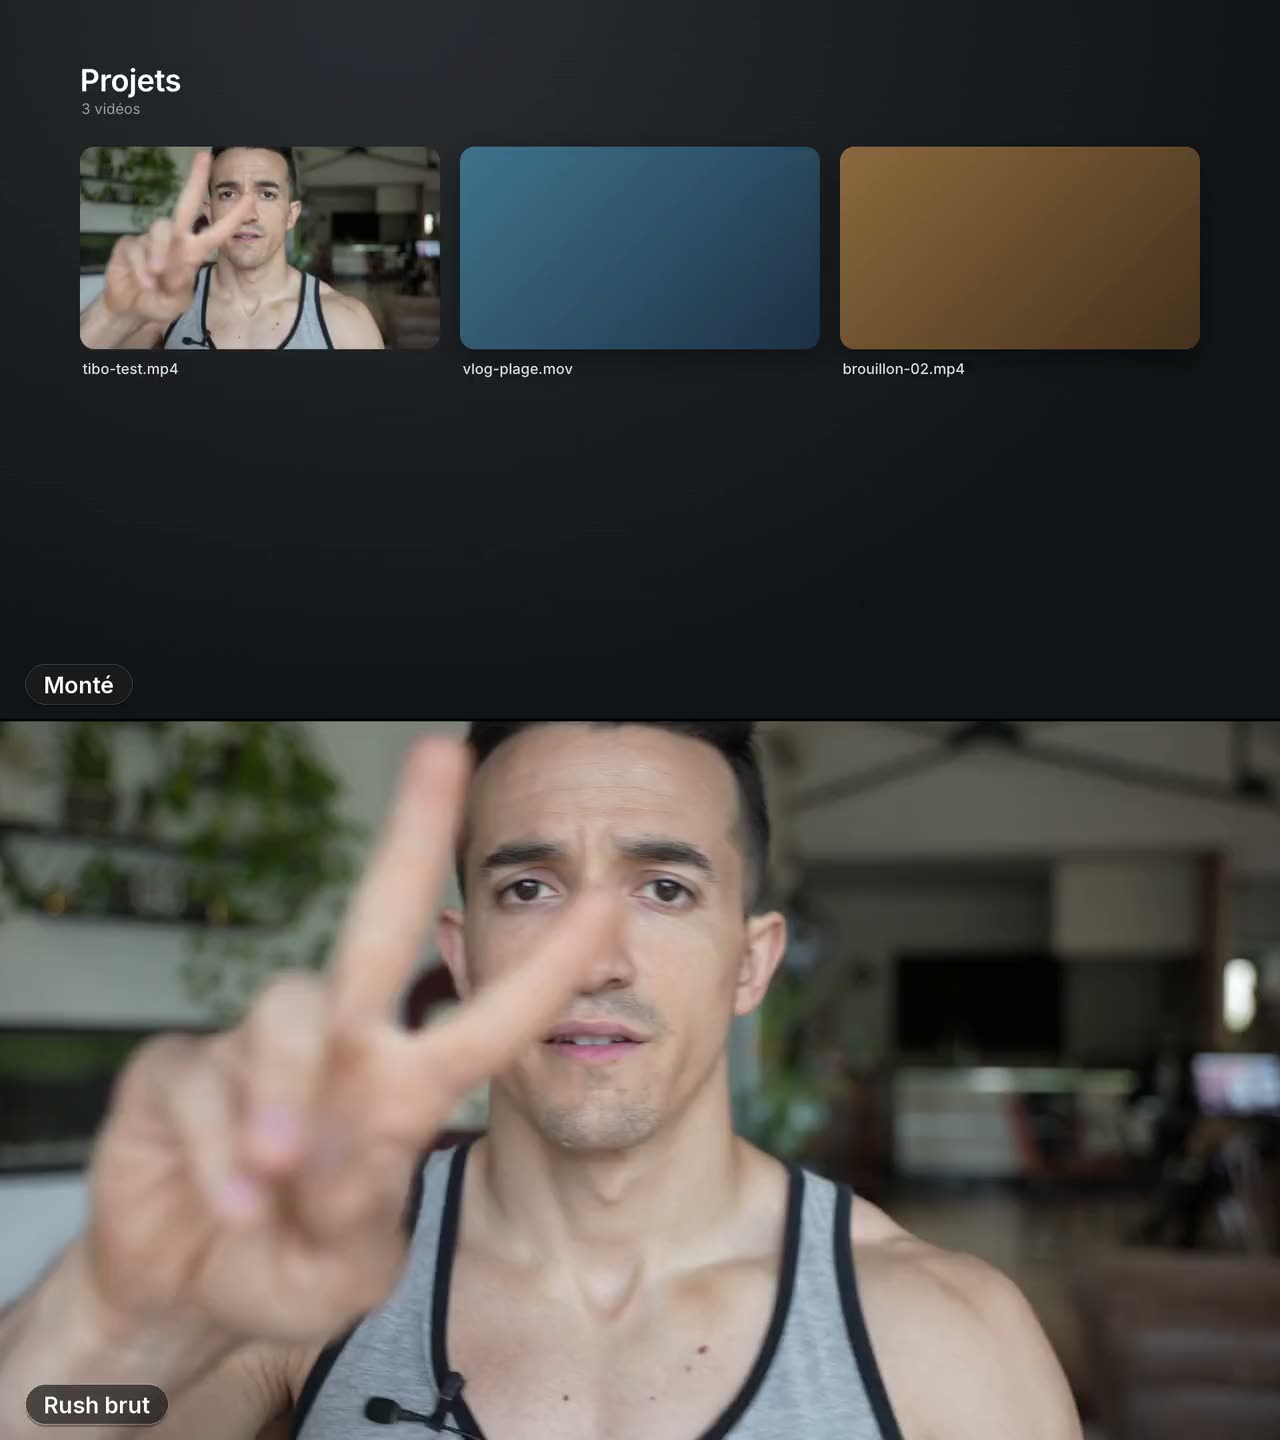 Projets
3 vidéos
tibo-test.mp4
vlog-plage.mov
brouillon-02.mp4
Monté
Rush brut